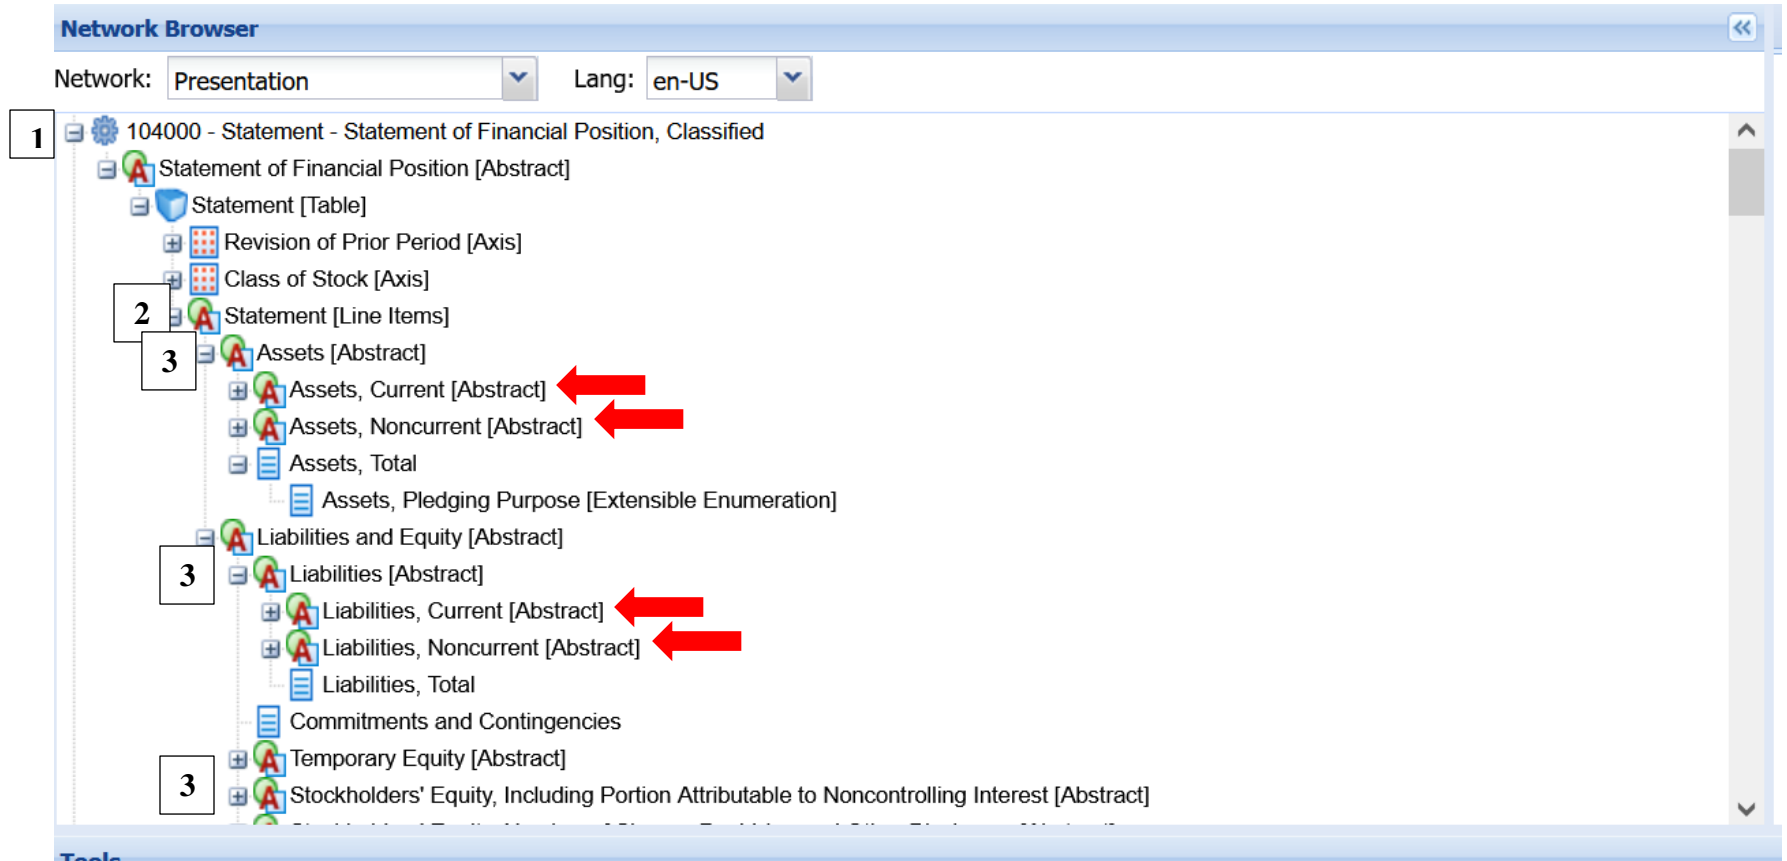 Network Browser
Network: Presentation Lang: en-US
1 104000 - Statement - Statement of Financial Position, Classified
Statement of Financial Position [Abstract]
Statement [Table]
Revision of Prior Period [Axis]
Class of Stock [Axis]
2 Statement [Line Items]
3 Assets [Abstract]
Assets, Current [Abstract]
Assets, Noncurrent [Abstract]
Assets, Total
Assets, Pledging Purpose [Extensible Enumeration]
Liabilities and Equity [Abstract]
3 Liabilities [Abstract]
Liabilities, Current [Abstract]
Liabilities, Noncurrent [Abstract]
Liabilities, Total
Commitments and Contingencies
Temporary Equity [Abstract]
3 Stockholders' Equity, Including Portion Attributable to Noncontrolling Interest [Abstract]
Tools